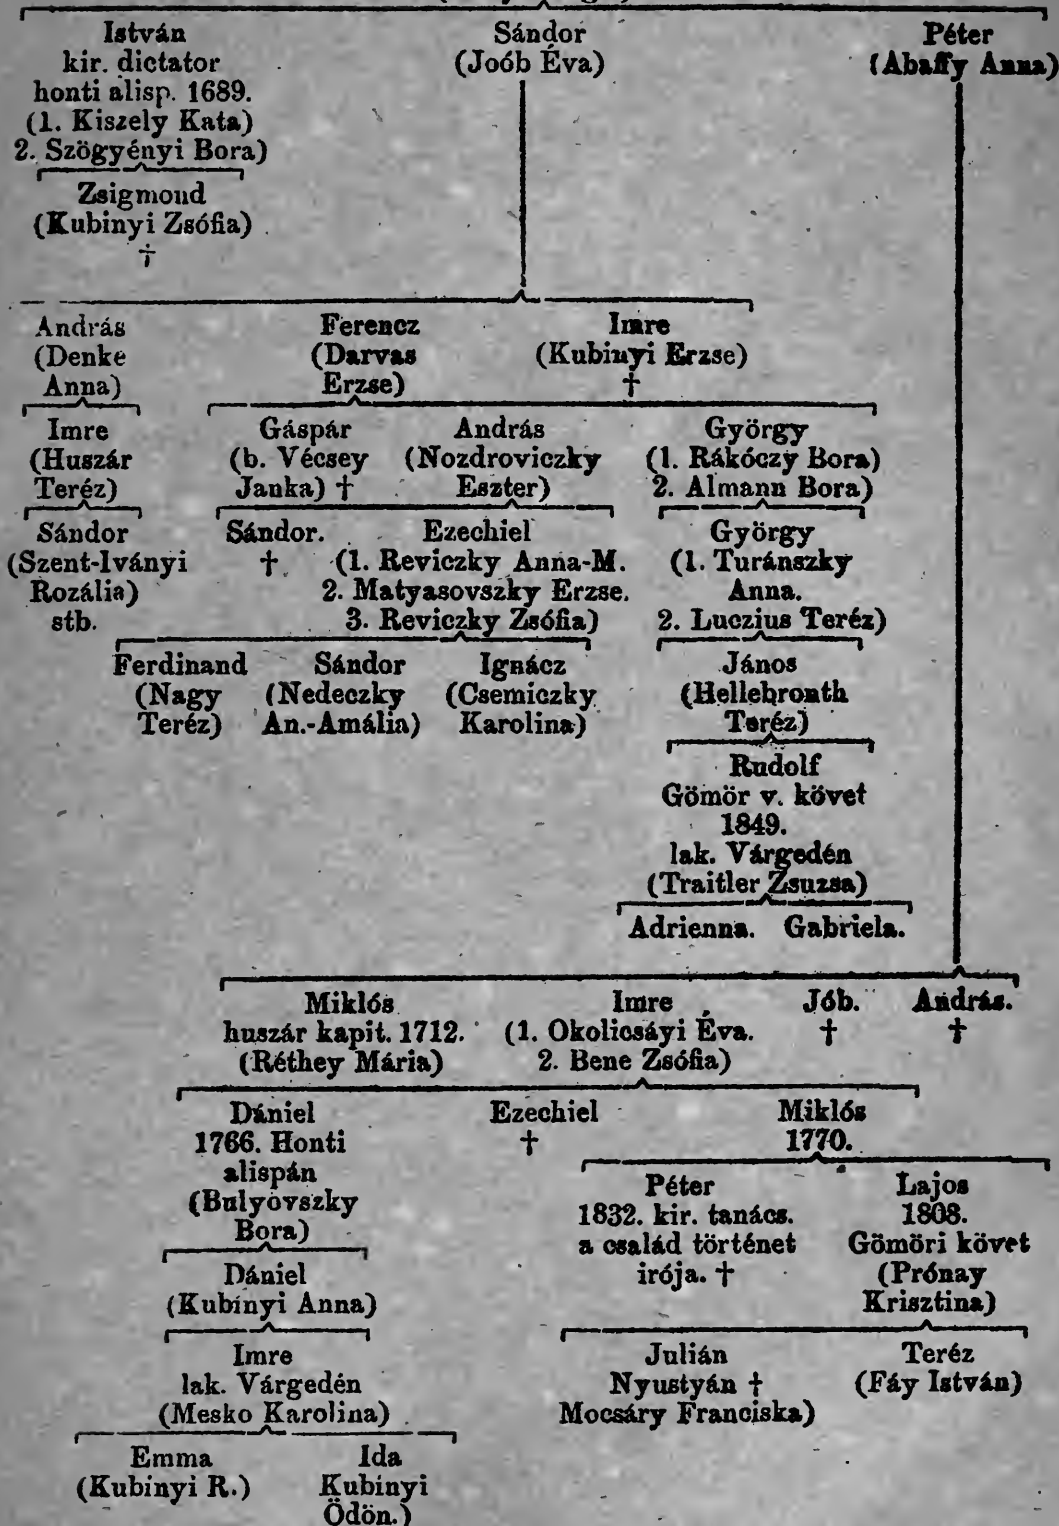 István Sándor Péter
kir. dictator (Joób Éva) (Abaffy Anna)
honti alisp. 1689.
(1. Kiszely Kata)
2. Szögyényi Bora)
Zsigmond
(Kubinyi Zsófia)
†
András Ferencz Imre
(Denke (Darvas (Kubinyi Erzse)
Anna) Erzse) †
Imre Gáspár András György
(Huszár (b. Vécsey (Nozdroviczky (1. Rákóczy Bora)
Teréz) Janka) † Eszter) 2. Almann Bora)
Sándor Sándor. Ezechiel György
(Szent-Iványi † (1. Reviczky Anna-M. (1. Turánszky
Rozália) 2. Matyasovszky Erzse. Anna.
stb. 3. Reviczky Zsófia) 2. Luczius Teréz)
Ferdinand Sándor Ignácz János
(Nagy (Nedeczky (Csemiczky (Hellebronth
Teréz) An.-Amália) Karolina) Teréz)
Rudolf
Gömör v. követ
1849.
lak. Várgedén
(Traitler Zsuzsa)
Adrienna. Gabriela.
Miklós Imre Jób. András.
huszár kapit. 1712. (1. Okolicsáyi Éva. † †
(Réthey Mária) 2. Bene Zsófia)
Dániel Ezechiel Miklós
1766. Honti † 1770.
alispán Péter Lajos
(Bulyovszky 1832. kir. tanács. 1808.
Bora) a család történet Gömöri követ
Dániel irója. † (Prónay
(Kubínyi Anna) Krisztina)
Imre Julián Teréz
lak. Várgedén Nyustyán † (Fáy István)
(Mesko Karolina) Mocsáry Franciska)
Emma Ida
(Kubinyi R.) Kubinyi
Ödön.)